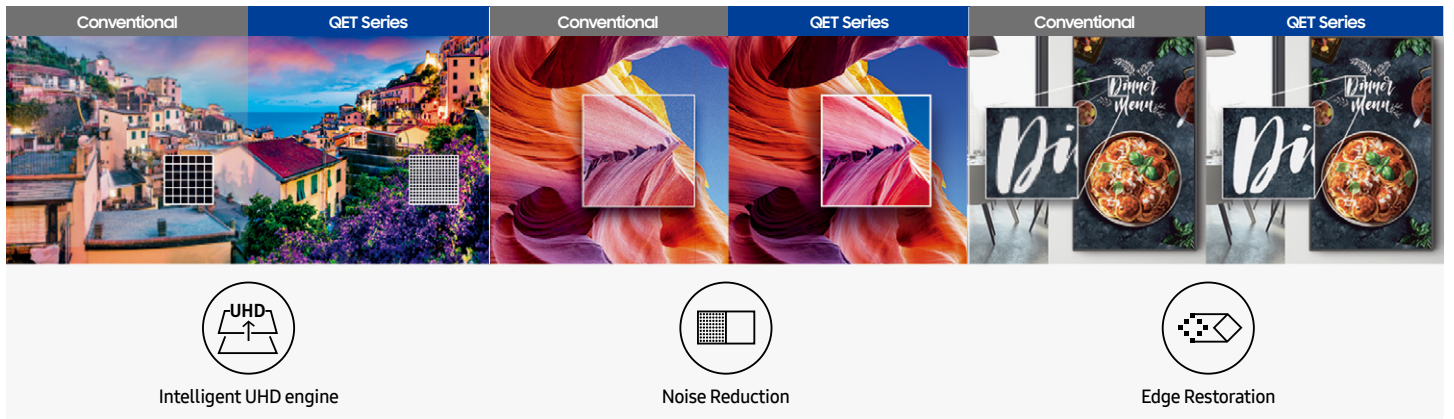 Conventional
QET Series
Conventional
QET Series
Conventional
QET Series
Dinner
Menu
Di
Dinner
Menu
Di
UHD
Intelligent UHD engine
Noise Reduction
Edge Restoration